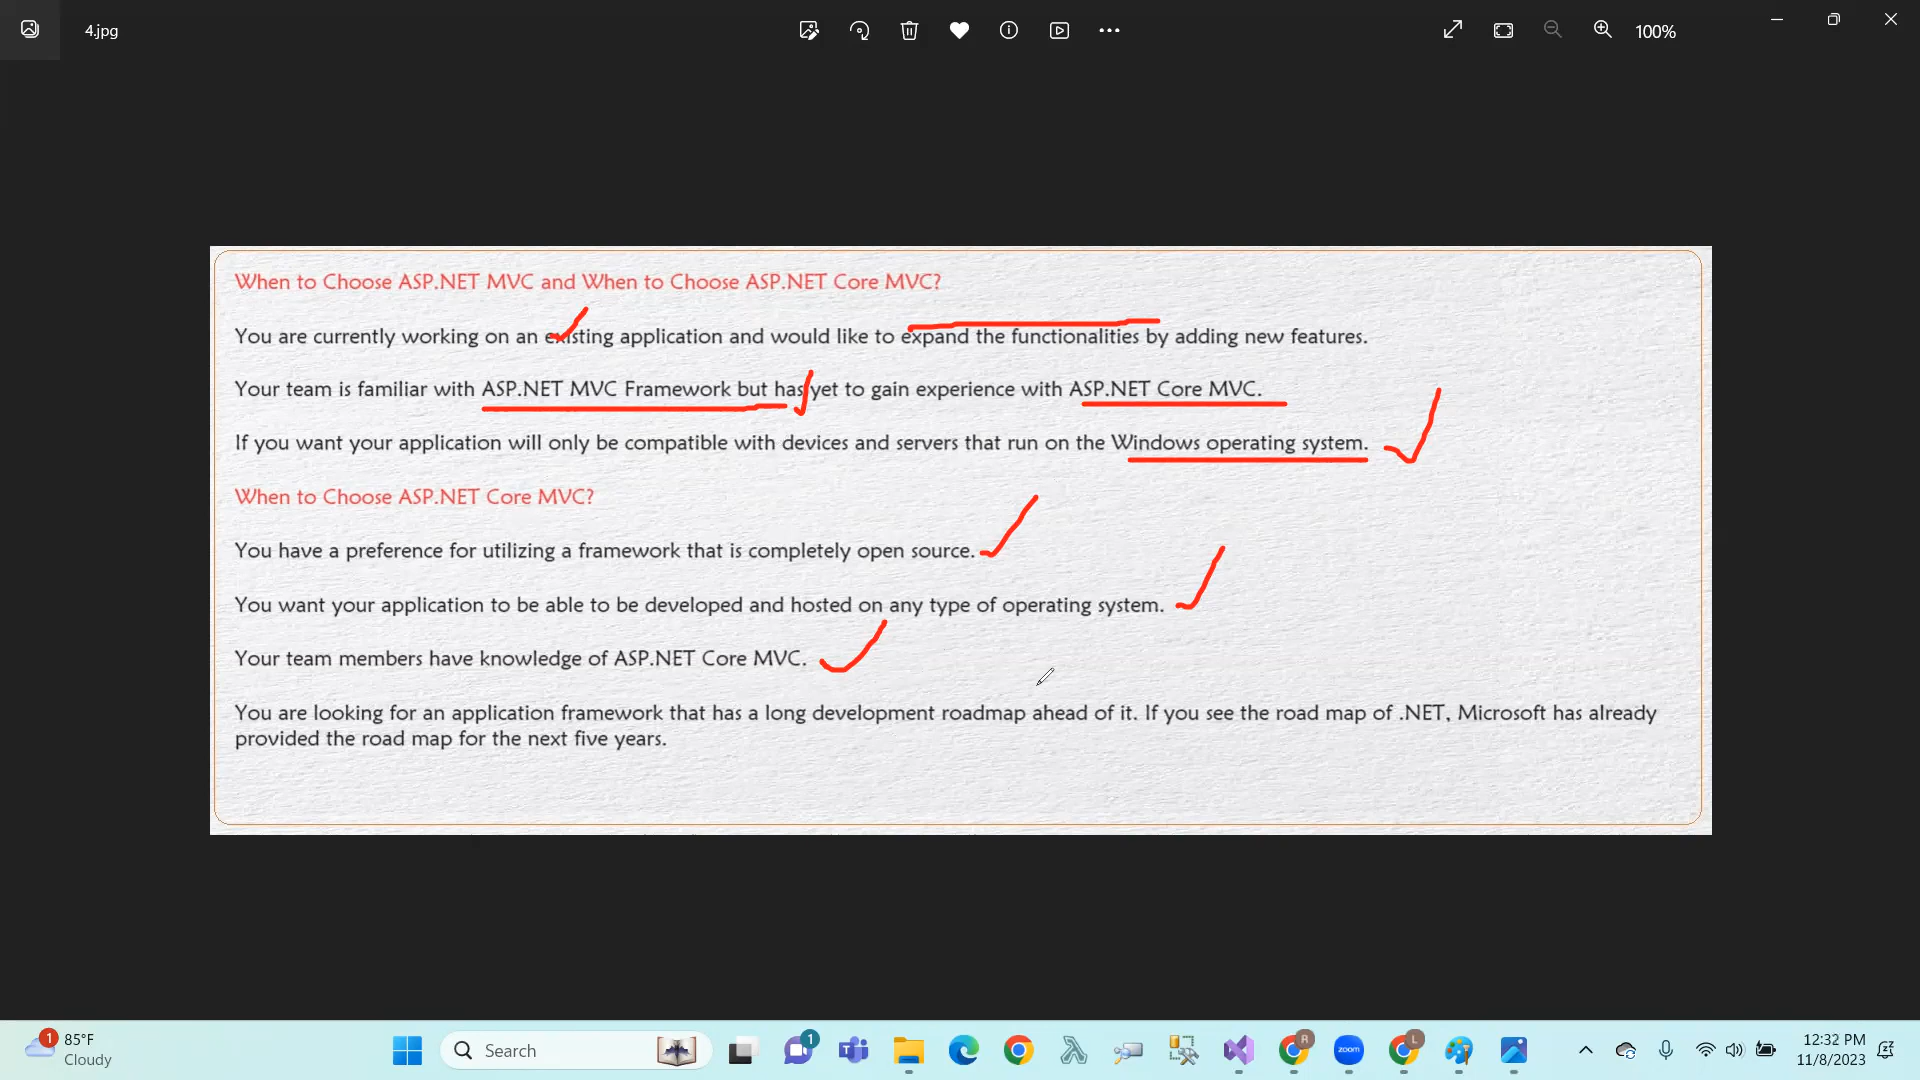 4.jpg
100%
When to Choose ASP.NET MVC and When to Choose ASP.NET Core MVC?
You are currently working on an existing application and would like to expand the functionalities by adding new features.
Your team is familiar with ASP.NET MVC Framework but has yet to gain experience with ASP.NET Core MVC.
If you want your application will only be compatible with devices and servers that run on the Windows operating system.
When to Choose ASP.NET Core MVC?
You have a preference for utilizing a framework that is completely open source.
You want your application to be able to be developed and hosted on any type of operating system.
Your team members have knowledge of ASP.NET Core MVC.
You are looking for an application framework that has a long development roadmap ahead of it. If you see the road map of .NET, Microsoft has already
provided the road map for the next five years.
1
85°F
Cloudy
Search
1
R
zoom
L
12:32 PM
11/8/2023